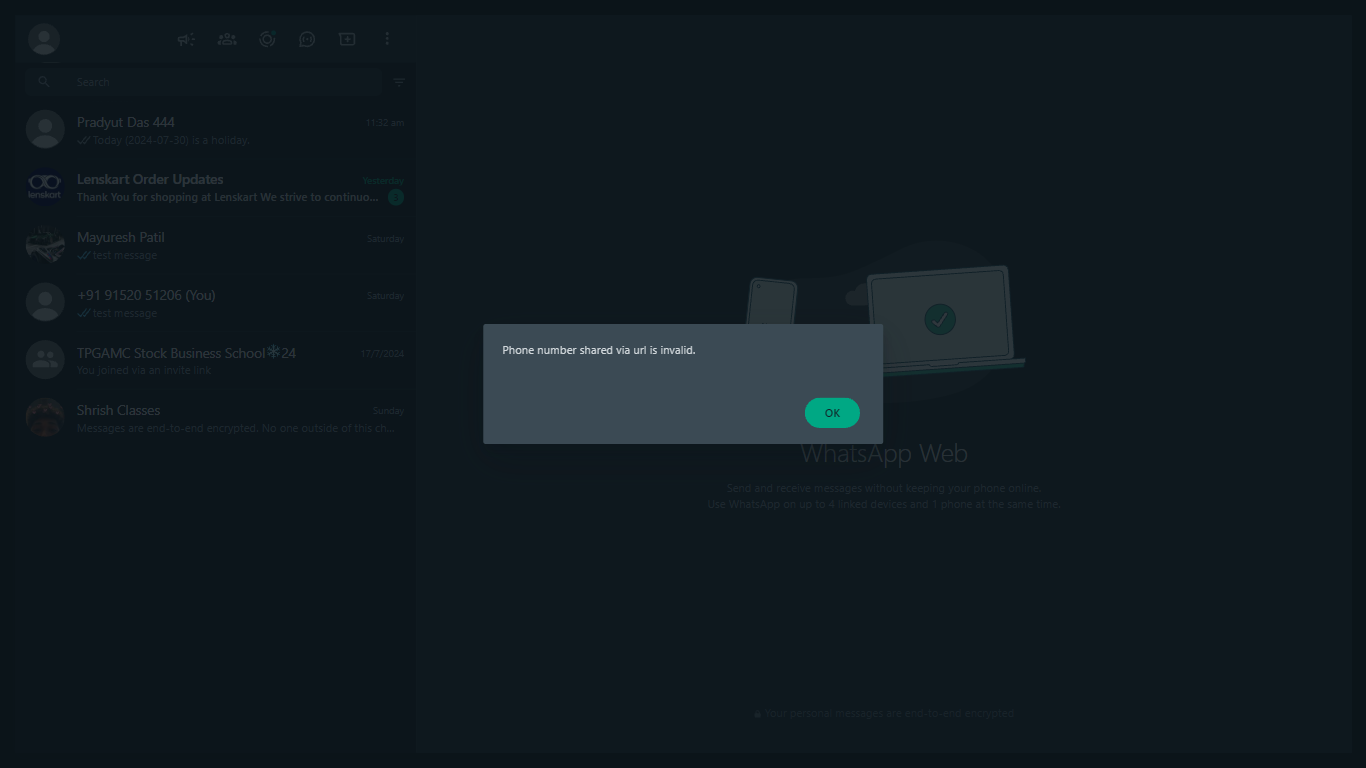 Search
Pradyut Das 444
11:32 am
Today (2024-07-30) is a holiday.
Lenskart Order Updates
Yesterday
Thank You for shopping at Lenskart We strive to continuo...
lenskart
Mayuresh Patil
Saturday
test message
+91 91520 51206 (You)
Saturday
test message
TPGAMC Stock Business School❄️24
17/7/2024
You joined via an invite link
Shrish Classes
Sunday
Messages are end-to-end encrypted. No one outside of this ch...
Phone number shared via url is invalid.
OK
WhatsApp Web
Send and receive messages without keeping your phone online.
Use WhatsApp on up to 4 linked devices and 1 phone at the same time.
Your personal messages are end-to-end encrypted